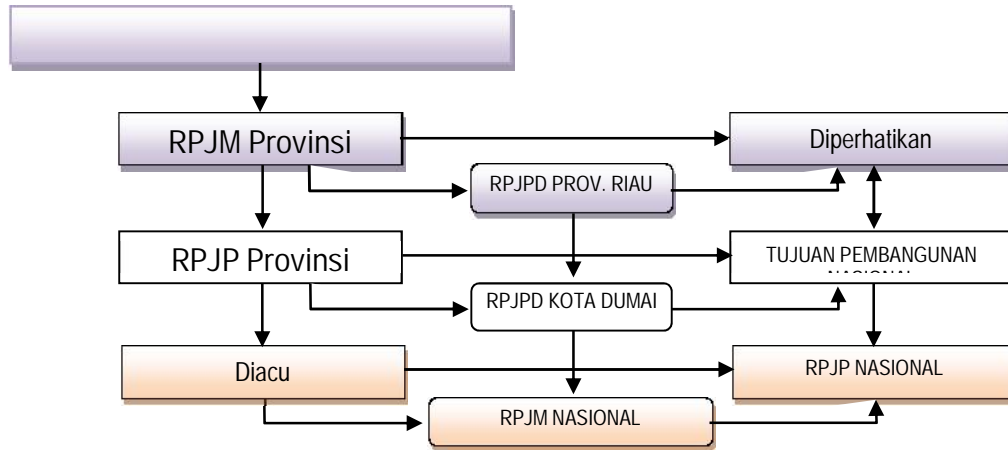 RPJM Provinsi
Diperhatikan
RPJPD PROV. RIAU
RPJP Provinsi
TUJUAN PEMBANGUNAN
RPJPD KOTA DUMAI
Diacu
RPJP NASIONAL
RPJM NASIONAL